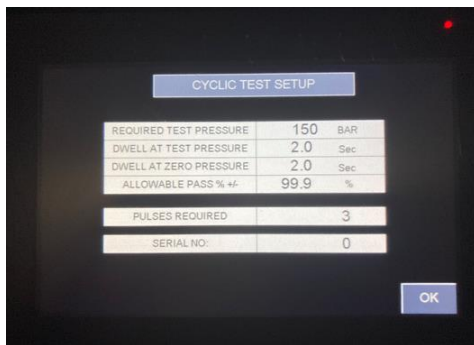 CYCLIC TEST SETUP
REQUIRED TEST PRESSURE 150 BAR
DWELL AT TEST PRESSURE 2.0 Sec
DWELL AT ZERO PRESSURE 2.0 Sec
ALLOWABLE PASS % +/- 99.9 %
PULSES REQUIRED 3
SERIAL NO: 0
OK